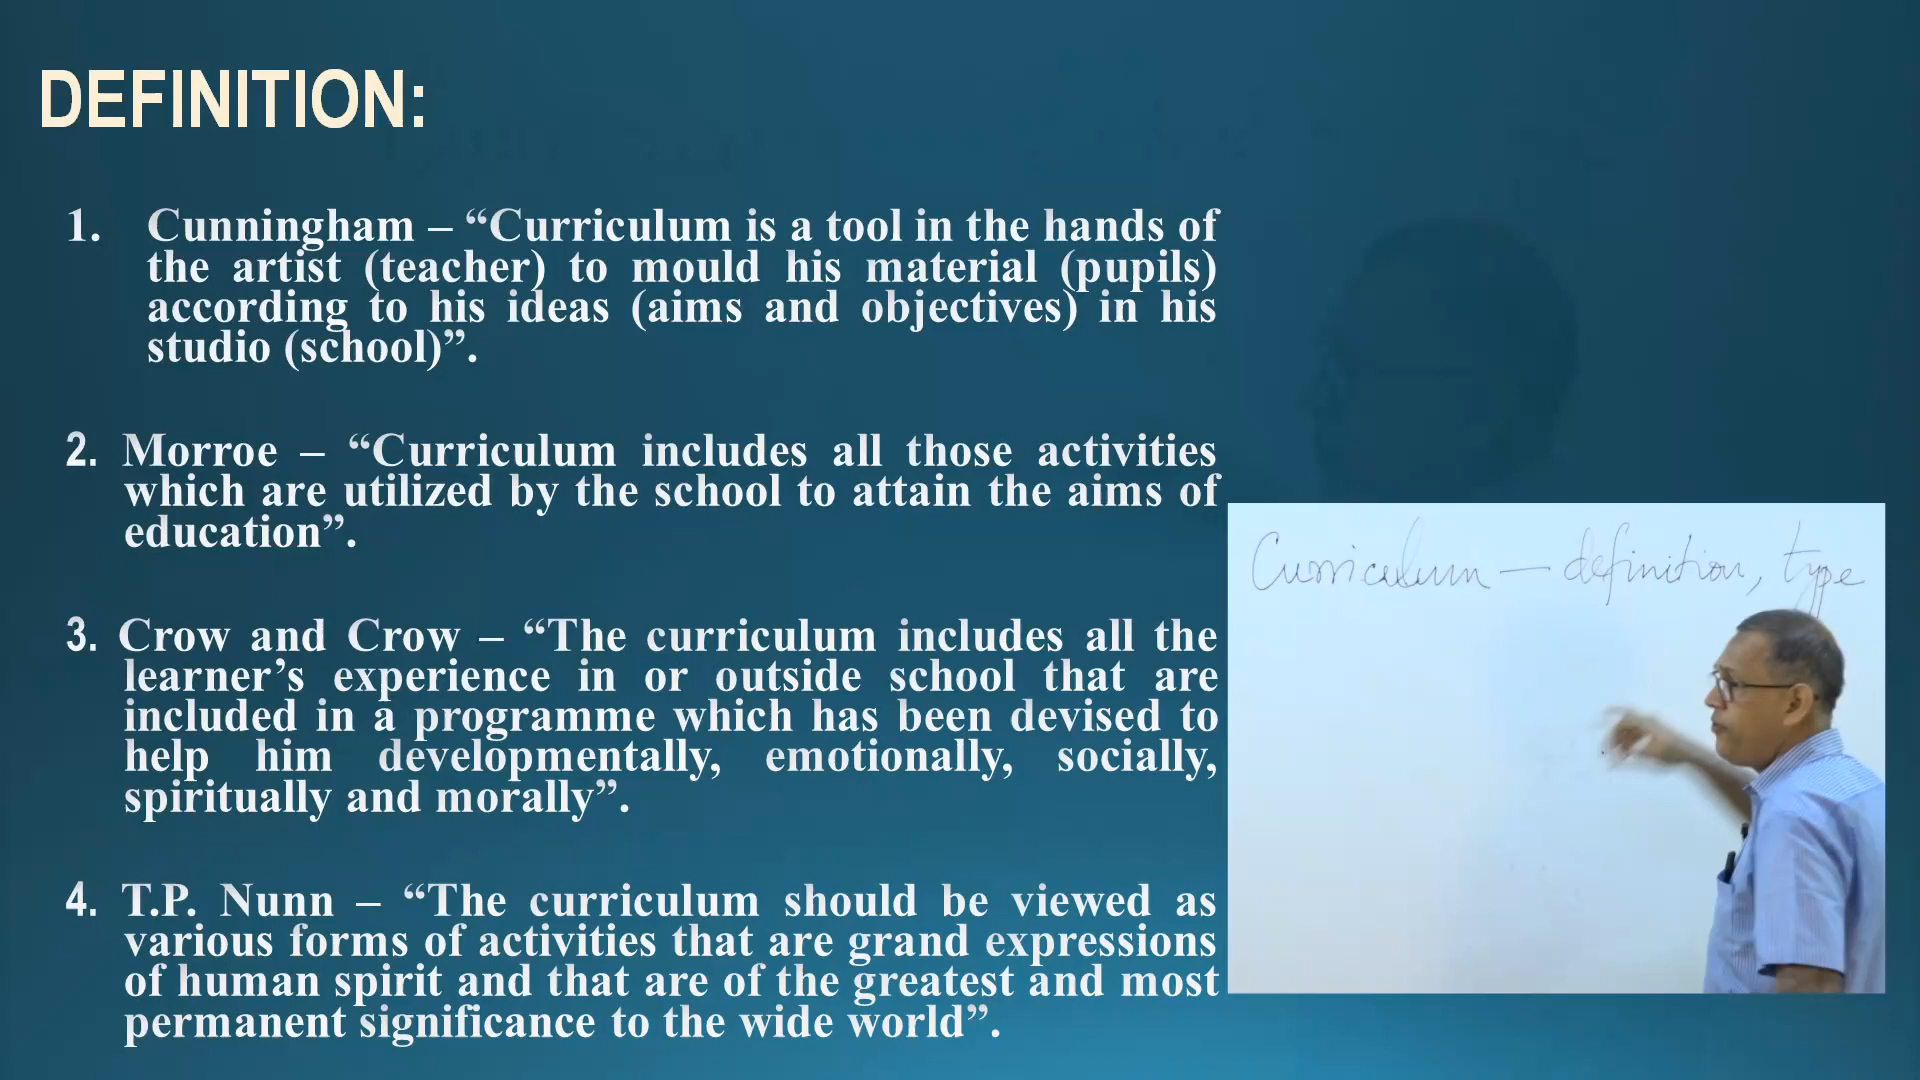 DEFINITION:
1. Cunningham – “Curriculum is a tool in the hands of
the artist (teacher) to mould his material (pupils)
according to his ideas (aims and objectives) in his
studio (school)”.
2. Morroe – “Curriculum includes all those activities
which are utilized by the school to attain the aims of
education”.
3. Crow and Crow – “The curriculum includes all the
learner’s experience in or outside school that are
included in a programme which has been devised to
help him developmentally, emotionally, socially,
spiritually and morally”.
4. T.P. Nunn – “The curriculum should be viewed as
various forms of activities that are grand expressions
of human spirit and that are of the greatest and most
permanent significance to the wide world”.
Curriculum — definition, type